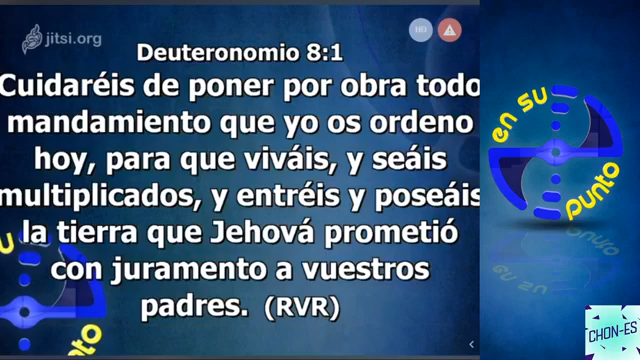 jitsi.org
HD
Deuteronomio 8:1
Cuidaréis de poner por obra todo
mandamiento que yo os ordeno
hoy, para que viváis, y seáis
multiplicados, y entréis y poseáis
la tierra que Jehová prometió
con juramento a vuestros
padres. (RVR)
en su
punto
su
punto
CHON-ES